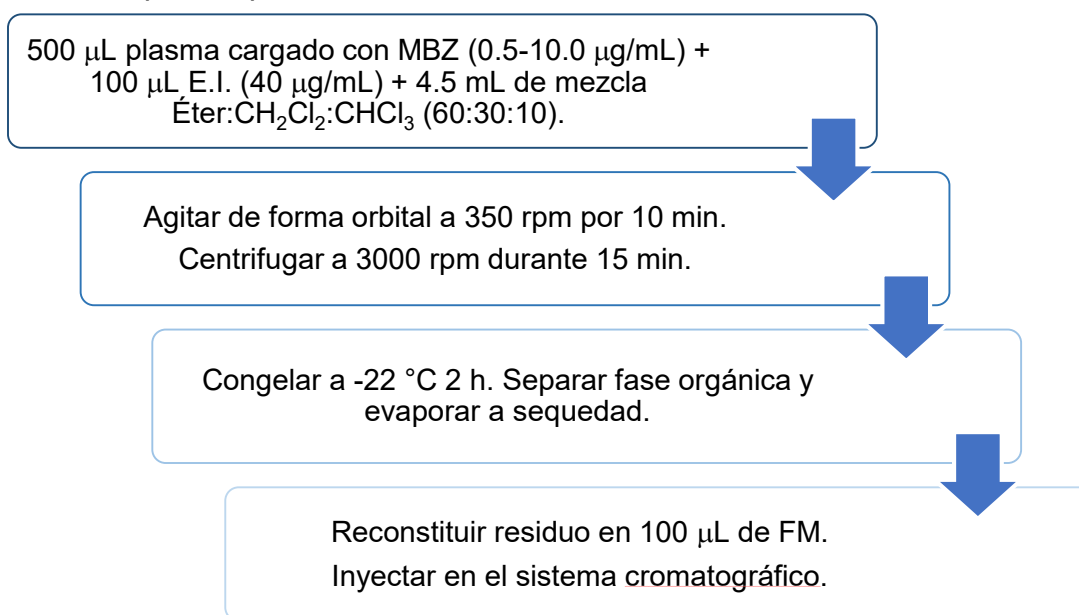 500 μL plasma cargado con MBZ (0.5-10.0 μg/mL) +
100 μL E.I. (40 μg/mL) + 4.5 mL de mezcla
Éter:CH₂Cl₂:CHCl₃ (60:30:10).
Agitar de forma orbital a 350 rpm por 10 min.
Centrifugar a 3000 rpm durante 15 min.
Congelar a -22 °C 2 h. Separar fase orgánica y
evaporar a sequedad.
Reconstituir residuo en 100 μL de FM.
Inyectar en el sistema cromatográfico.